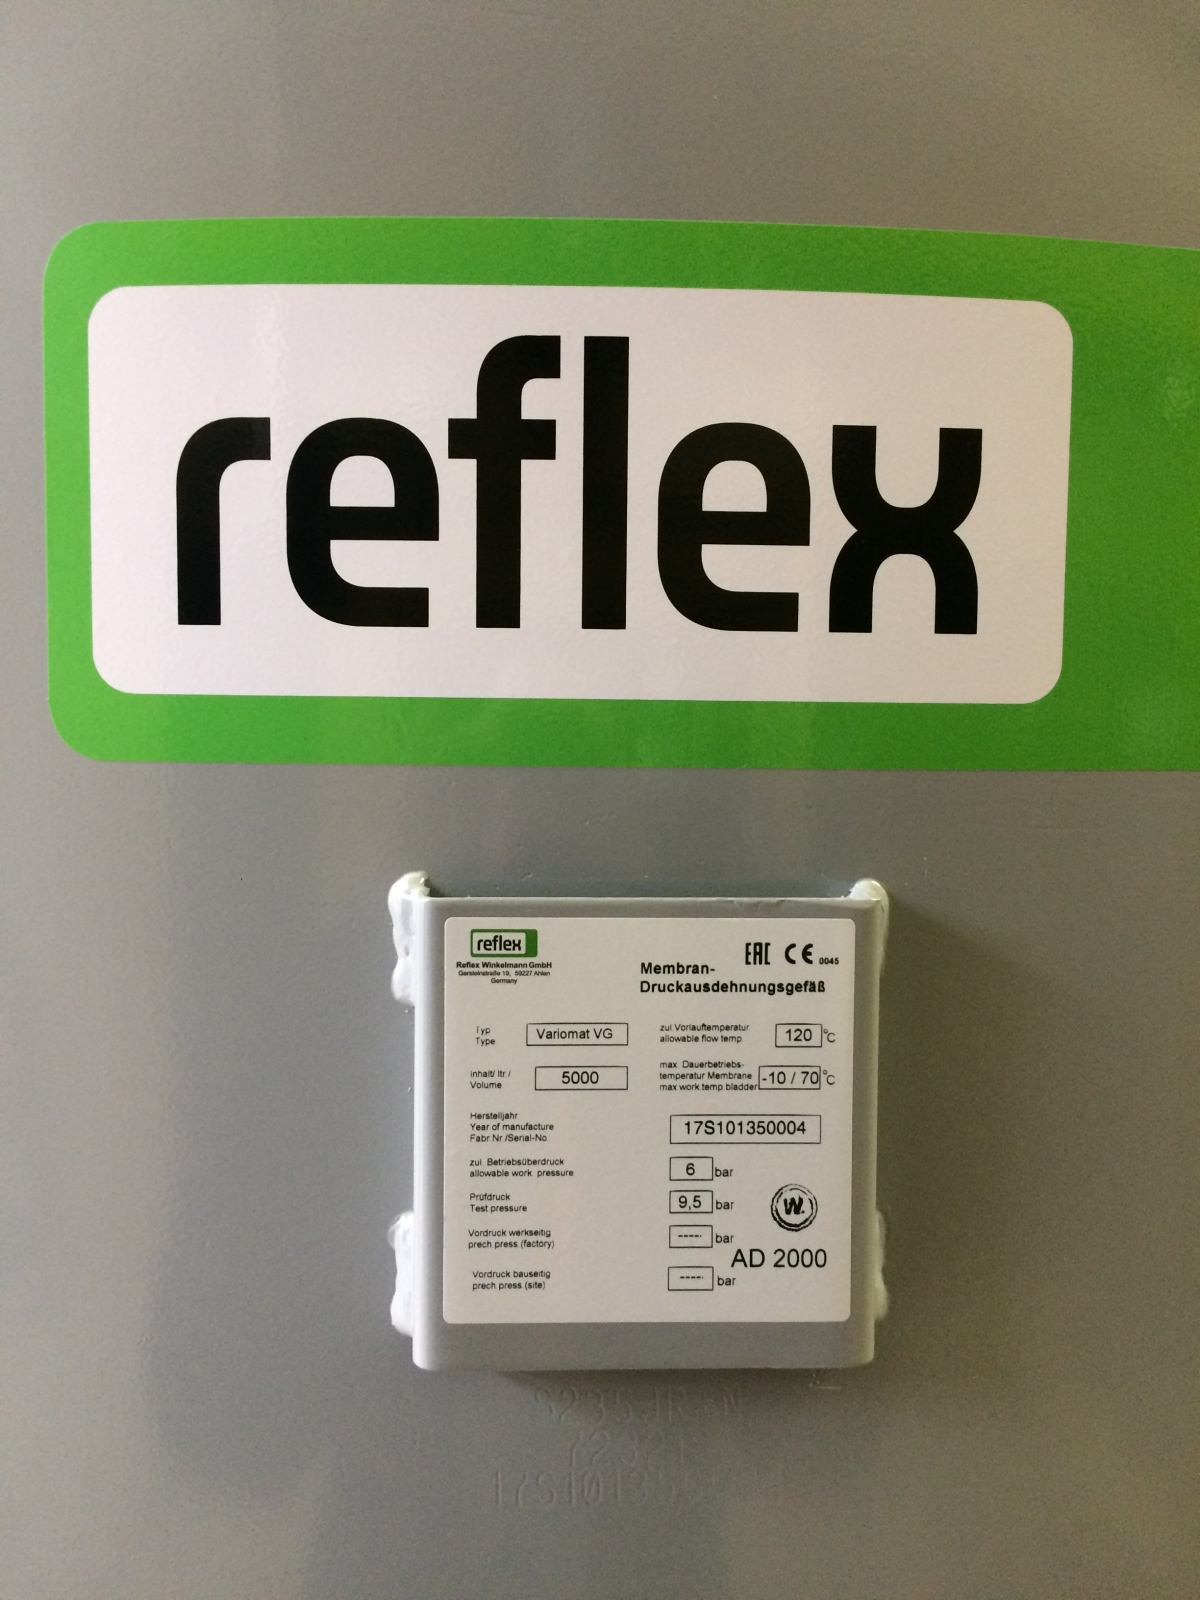 reflex
reflex
Reflex Winkelmann GmbH
Gersteinstraße 19, 59227 Ahlen
Germany
EAC CE 0045
Membran-
Druckausdehnungsgefäß
Typ
Type
Variomat VG
zul.Vorlauftemperatur
allowable flow temp.
120 °C
inhalt/ ltr /
Volume
5000
max. Dauerbetriebs-
temperatur Membrane
max.work.temp.bladder
-10 / 70 °C
Herstelljahr
Year of manufacture
Fabr.Nr./Serial-No.
17S101350004
zul. Betriebsüberdruck
allowable work. pressure
6 bar
Prüfdruck
Test pressure
9,5 bar
W.
Vordruck werkseitig
prech.press.(factory)
----- bar
AD 2000
Vordruck bauseitig
prech.press.(site)
----- bar
S235JR+N
72321
17S10135